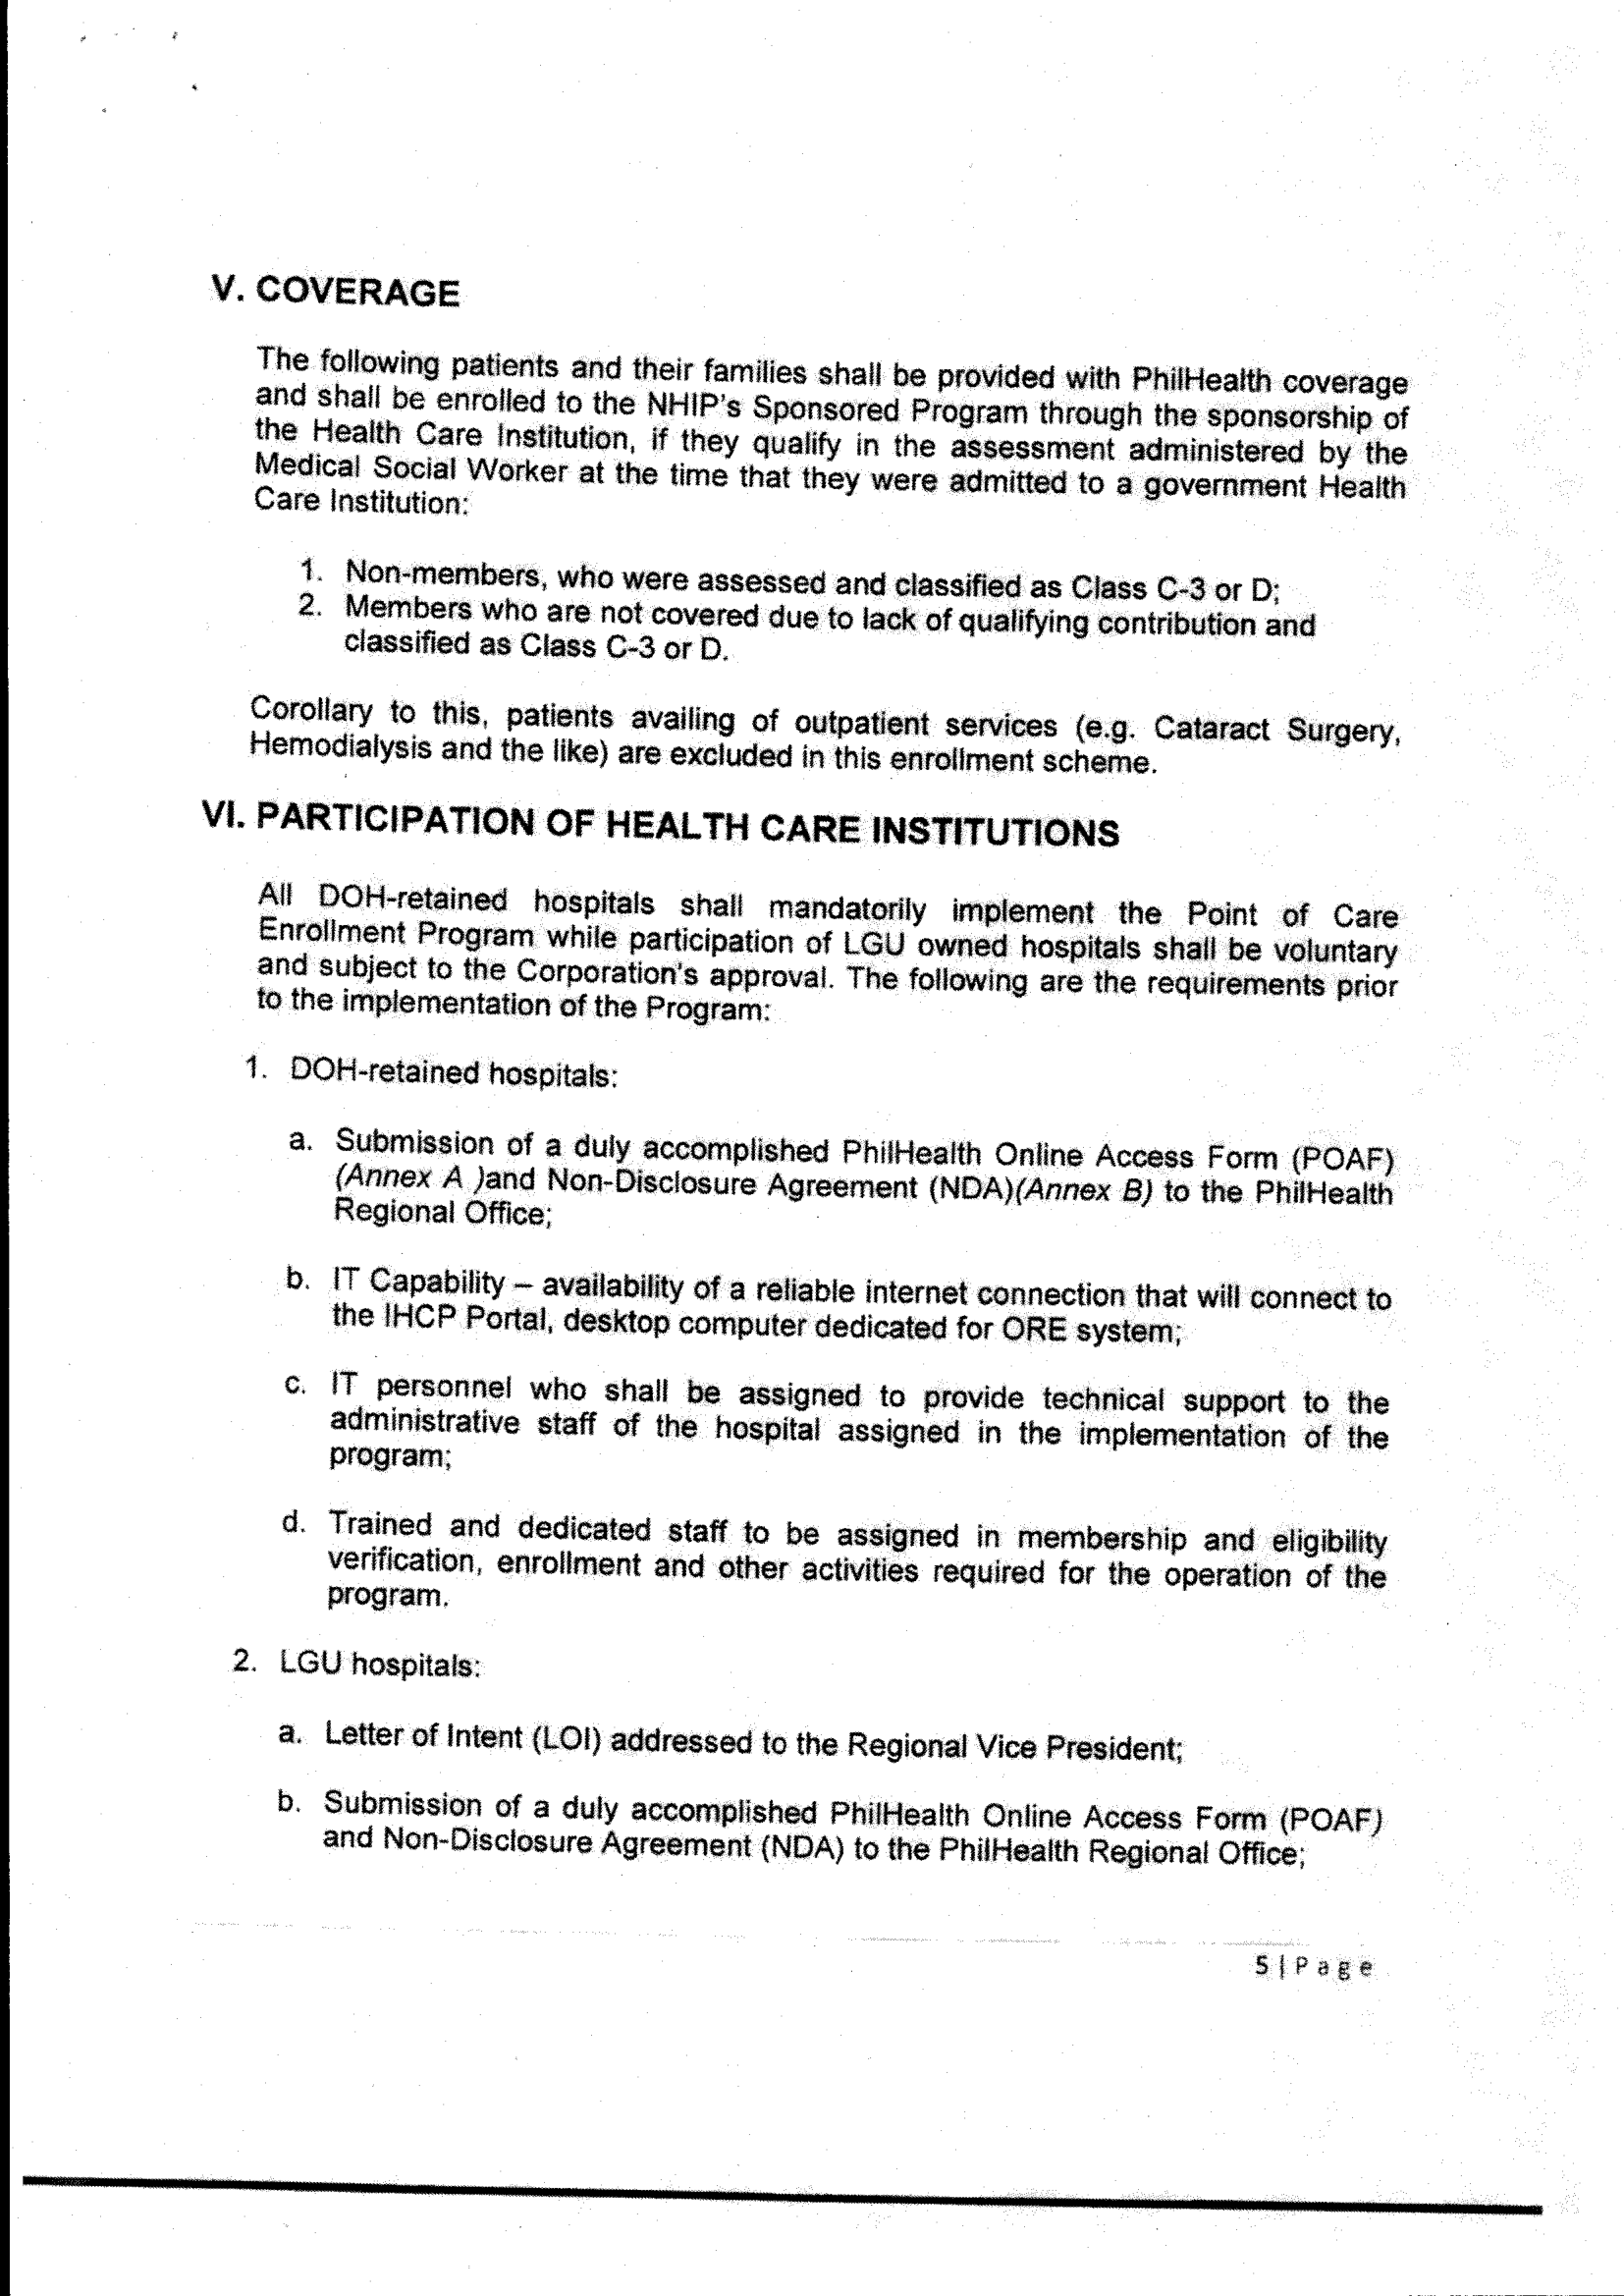 V. COVERAGE
The following patients and their families shall be provided with PhilHealth coverage
and shall be enrolled to the NHIP's Sponsored Program through the sponsorship of
the Health Care Institution, if they qualify in the assessment administered by the
Medical Social Worker at the time that they were admitted to a government Health
Care Institution:
1. Non-members, who were assessed and classified as Class C-3 or D;
2. Members who are not covered due to lack of qualifying contribution and
classified as Class C-3 or D.
Corollary to this, patients availing of outpatient services (e.g. Cataract Surgery,
Hemodialysis and the like) are excluded in this enrollment scheme.
VI. PARTICIPATION OF HEALTH CARE INSTITUTIONS
All DOH-retained hospitals shall mandatorily implement the Point of Care
Enrollment Program while participation of LGU owned hospitals shall be voluntary
and subject to the Corporation's approval. The following are the requirements prior
to the implementation of the Program:
1. DOH-retained hospitals:
a. Submission of a duly accomplished PhilHealth Online Access Form (POAF)
(Annex A )and Non-Disclosure Agreement (NDA)(Annex B) to the PhilHealth
Regional Office;
b. IT Capability – availability of a reliable internet connection that will connect to
the IHCP Portal, desktop computer dedicated for ORE system;
c. IT personnel who shall be assigned to provide technical support to the
administrative staff of the hospital assigned in the implementation of the
program;
d. Trained and dedicated staff to be assigned in membership and eligibility
verification, enrollment and other activities required for the operation of the
program.
2. LGU hospitals:
a. Letter of Intent (LOI) addressed to the Regional Vice President;
b. Submission of a duly accomplished PhilHealth Online Access Form (POAF)
and Non-Disclosure Agreement (NDA) to the PhilHealth Regional Office;
5 | P a g e